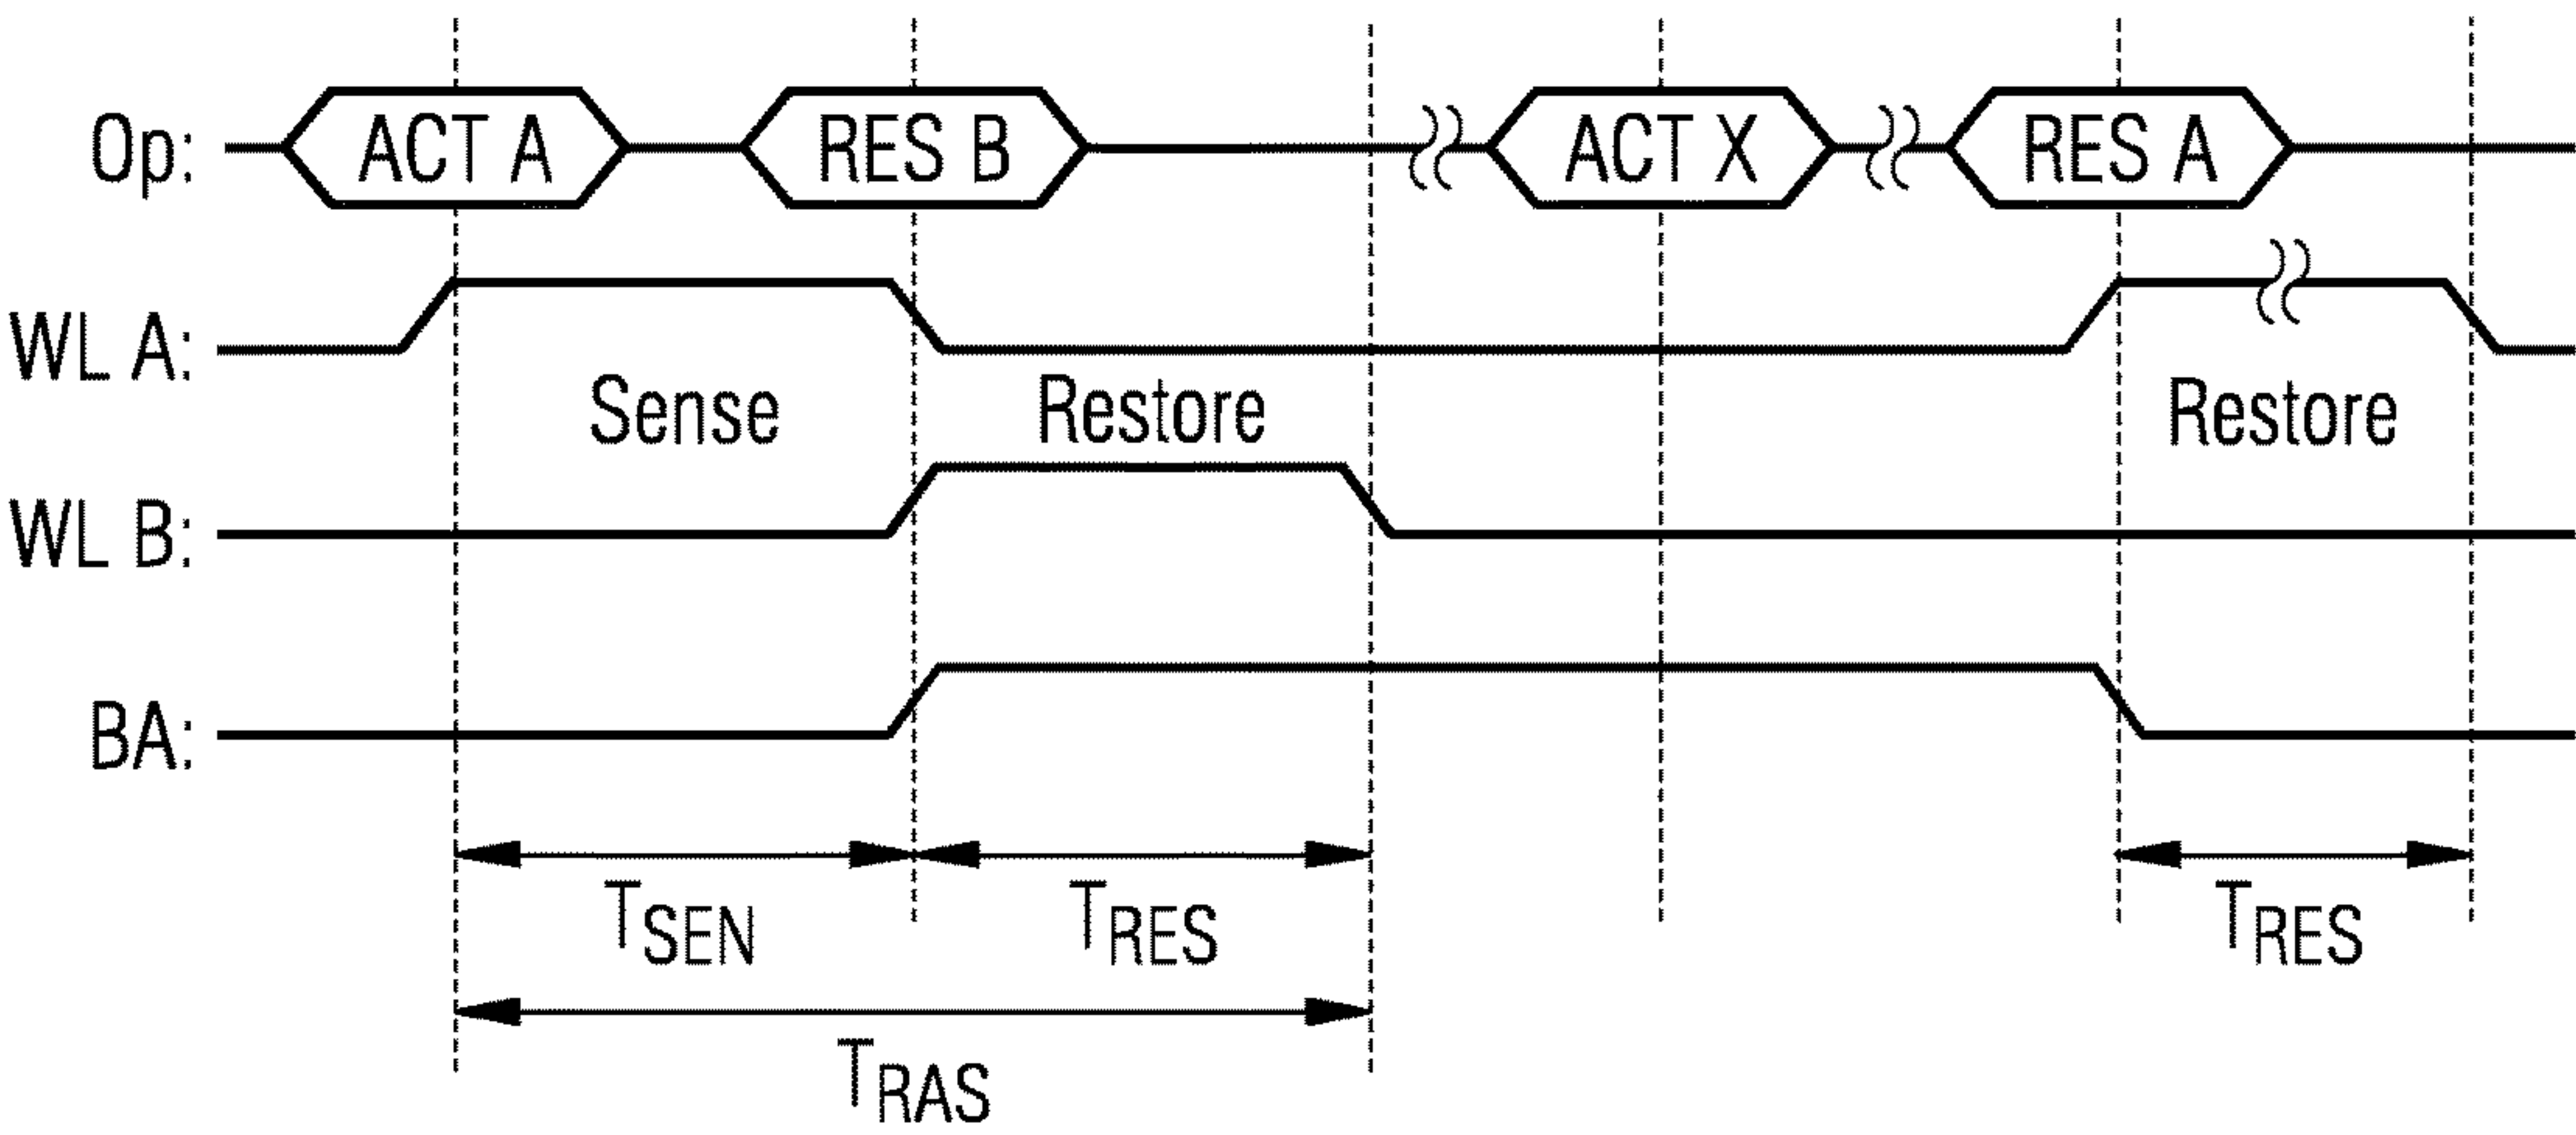 Op: ACT A RES B ACT X RES A
WL A:
Sense Restore Restore
WL B:
BA:
TSEN TRES TRES
TRAS